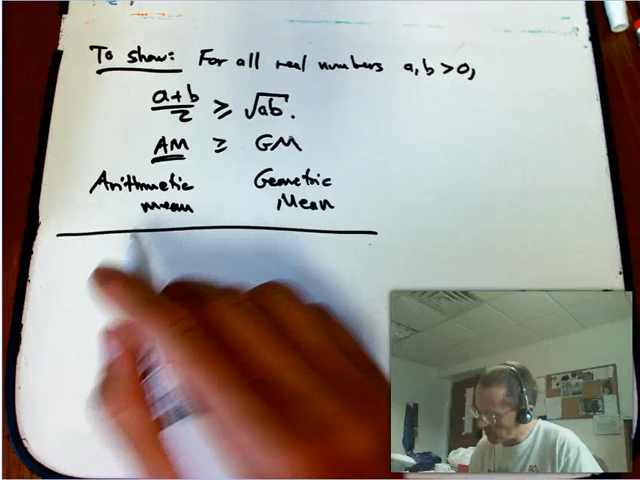 To show: For all real numbers a, b > 0,
a+b/2 ≥ √ab.
AM ≥ GM
Arithmetic Geometric
mean Mean